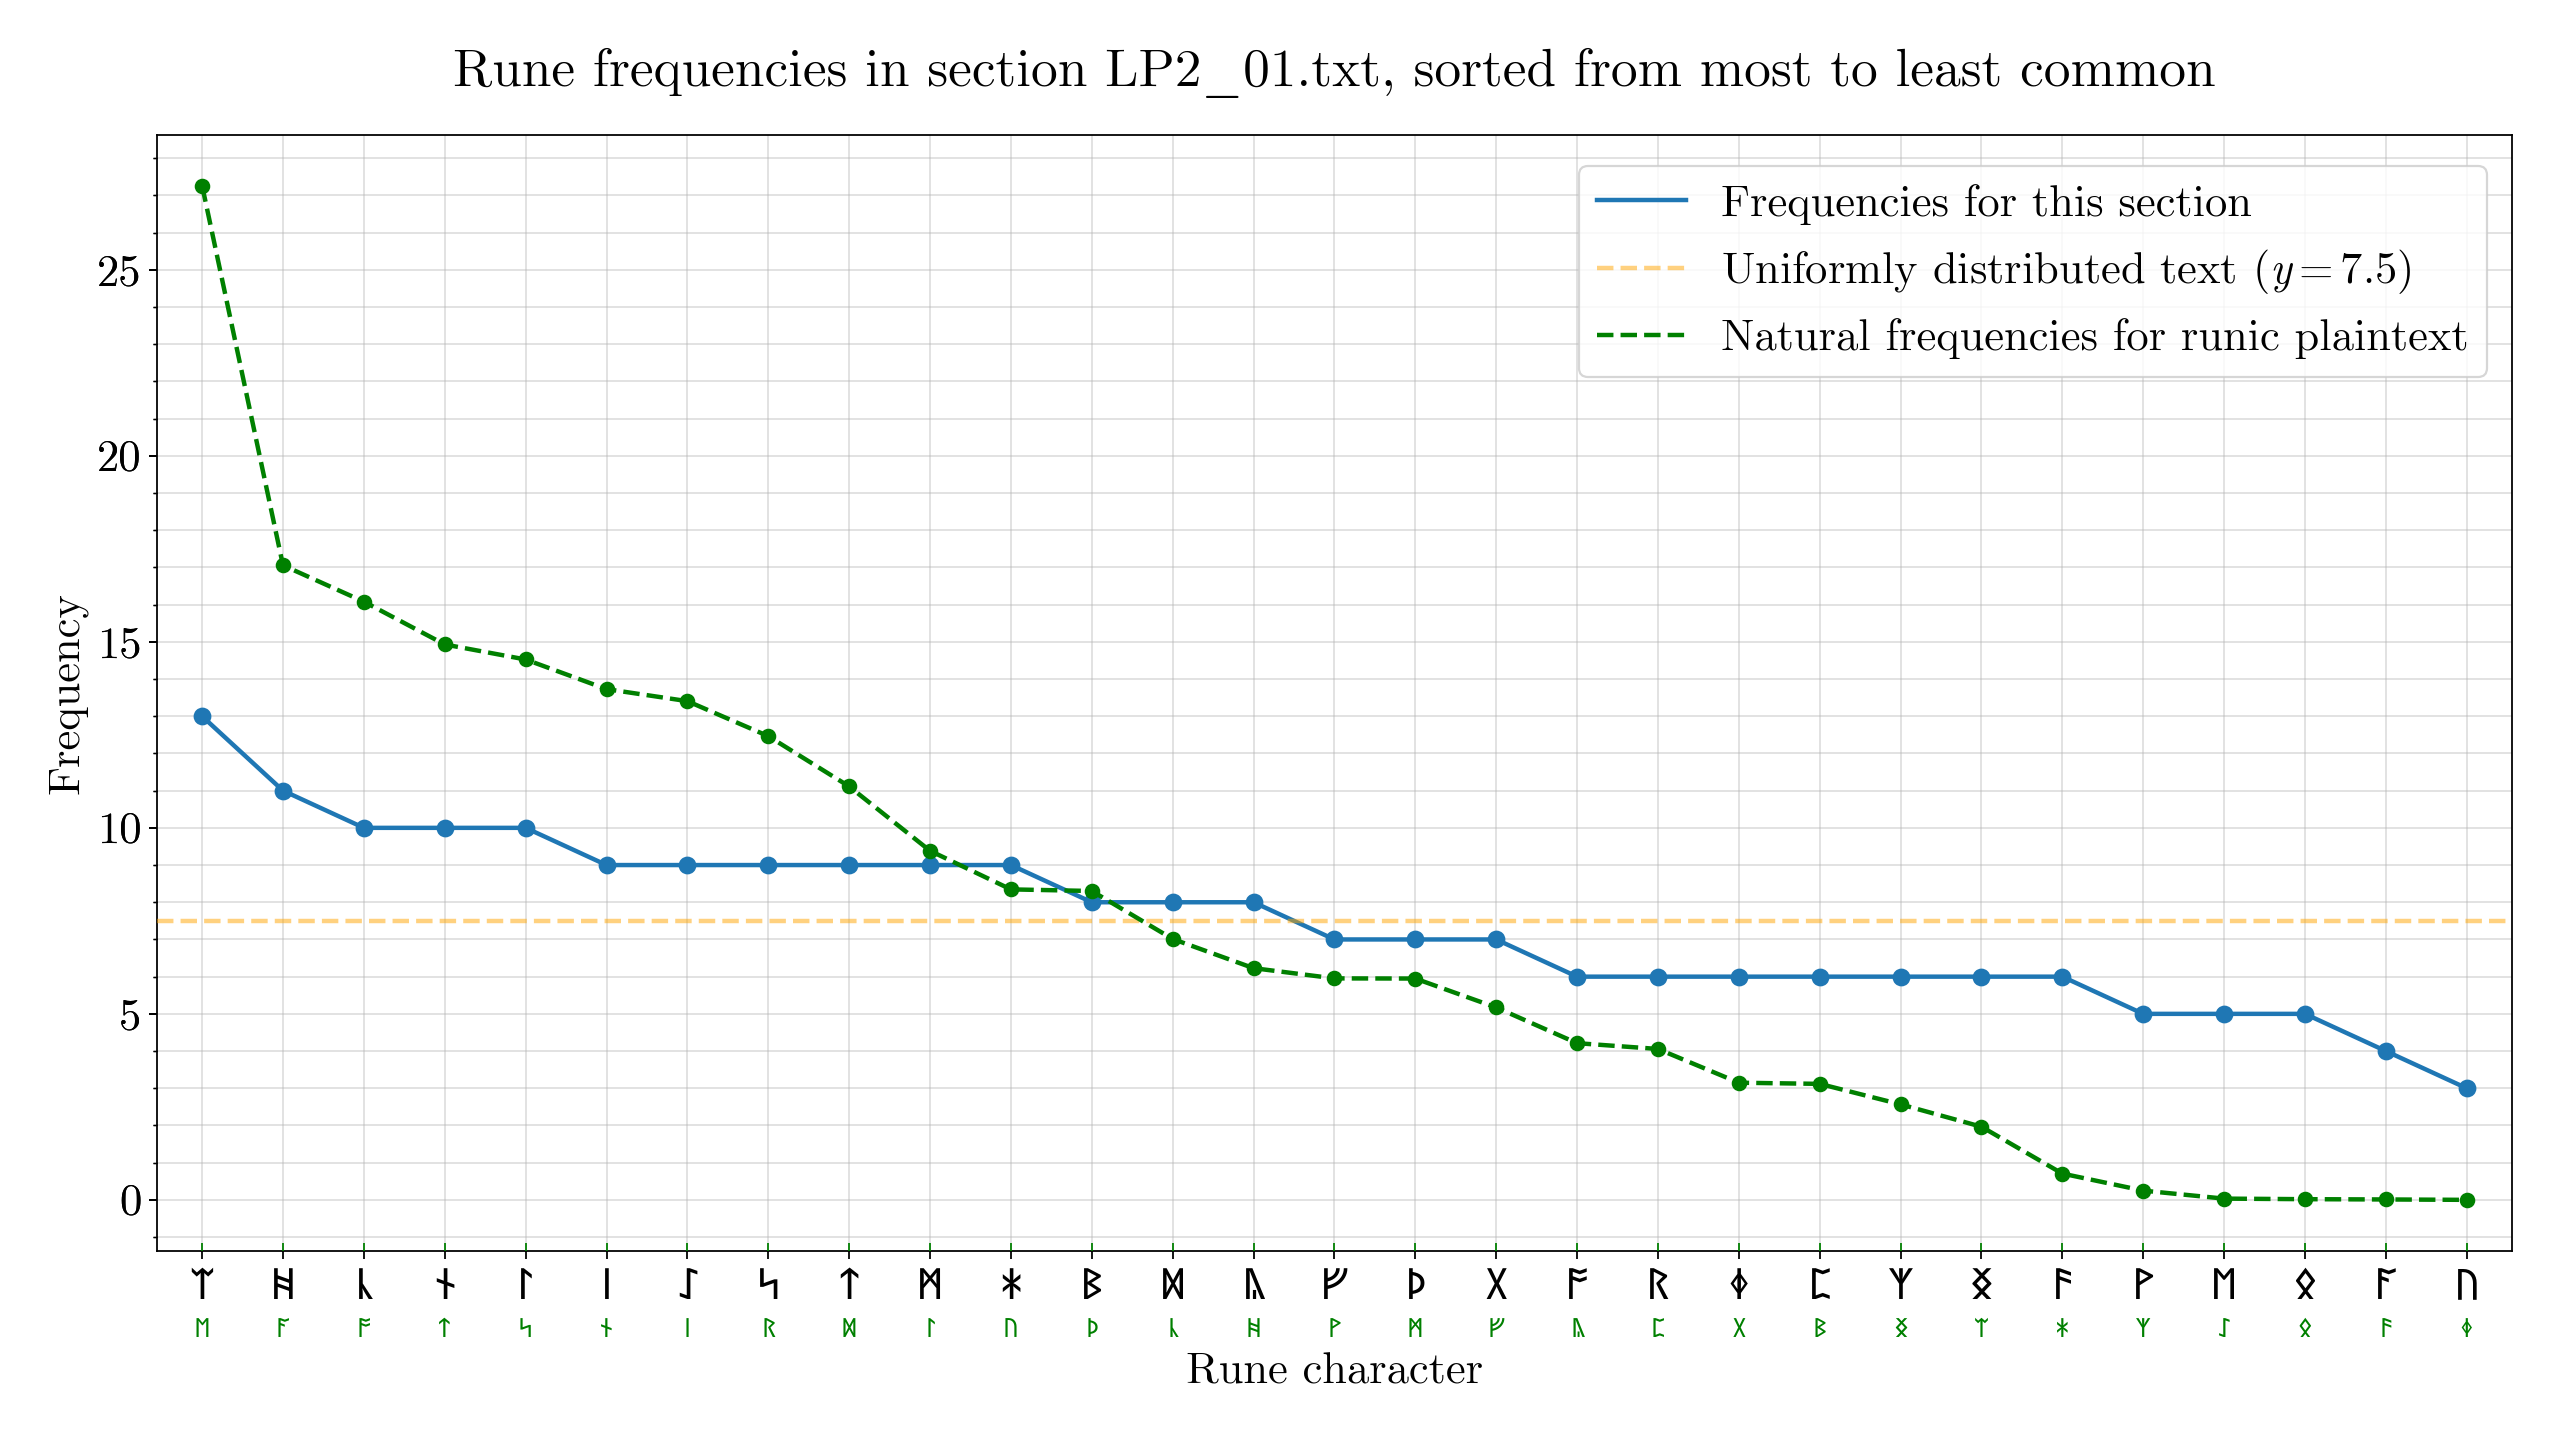 Rune frequencies in section LP2_01.txt, sorted from most to least common
Frequencies for this section
Uniformly distributed text (y = 7.5)
Natural frequencies for runic plaintext
Frequency
25
20
15
10
5
0
ᛠ ᚻ ᚳ ᚾ ᛚ ᛁ ᛇ ᛋ ᛏ ᛗ ᛡ ᛒ ᛞ ᚣ ᚠ ᚦ ᚷ ᚩ ᚱ ᛄ ᛈ ᛉ ᛝ ᚫ ᚹ ᛖ ᛟ ᚪ ᚢ
ᛖ ᚪ ᚩ ᛏ ᛋ ᚾ ᛁ ᚱ ᛞ ᛚ ᚢ ᚦ ᚳ ᚻ ᚹ ᛗ ᚠ ᚣ ᛈ ᚷ ᛒ ᛝ ᛠ ᛡ ᛉ ᛇ ᛟ ᚫ ᛄ
Rune character